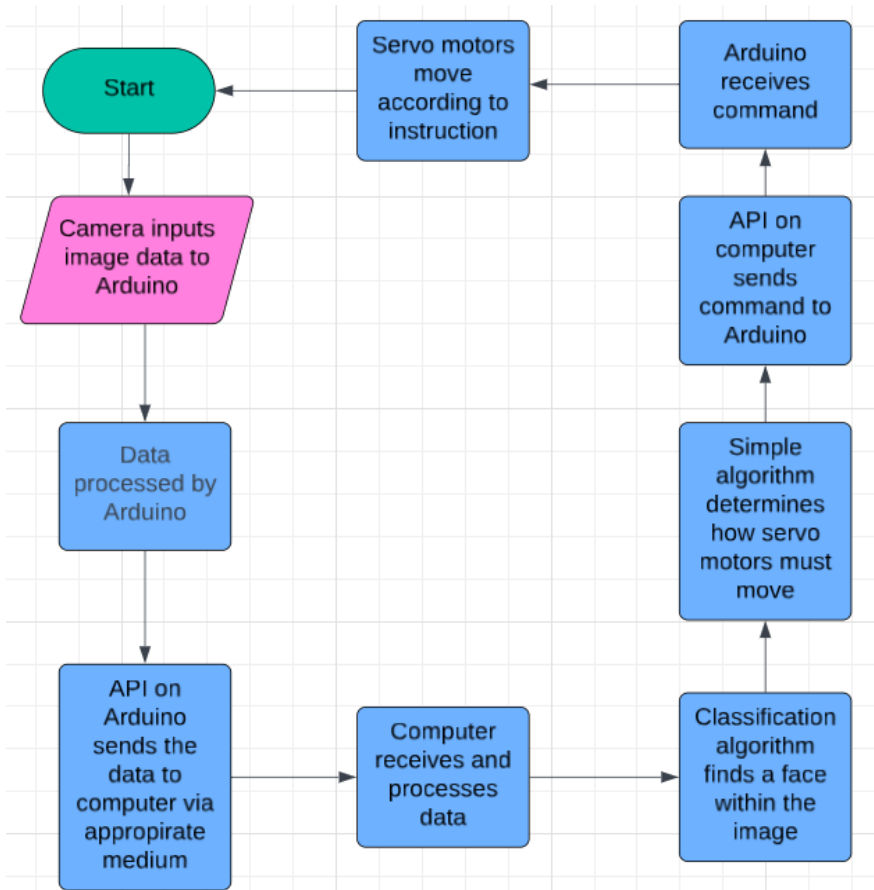 Start
Camera inputs
image data to
Arduino
Data
processed by
Arduino
API on
Arduino
sends the
data to
computer via
appropirate
medium
Computer
receives and
processes
data
Classification
algorithm
finds a face
within the
image
Simple
algorithm
determines
how servo
motors must
move
API on
computer
sends
command to
Arduino
Arduino
receives
command
Servo motors
move
according to
instruction